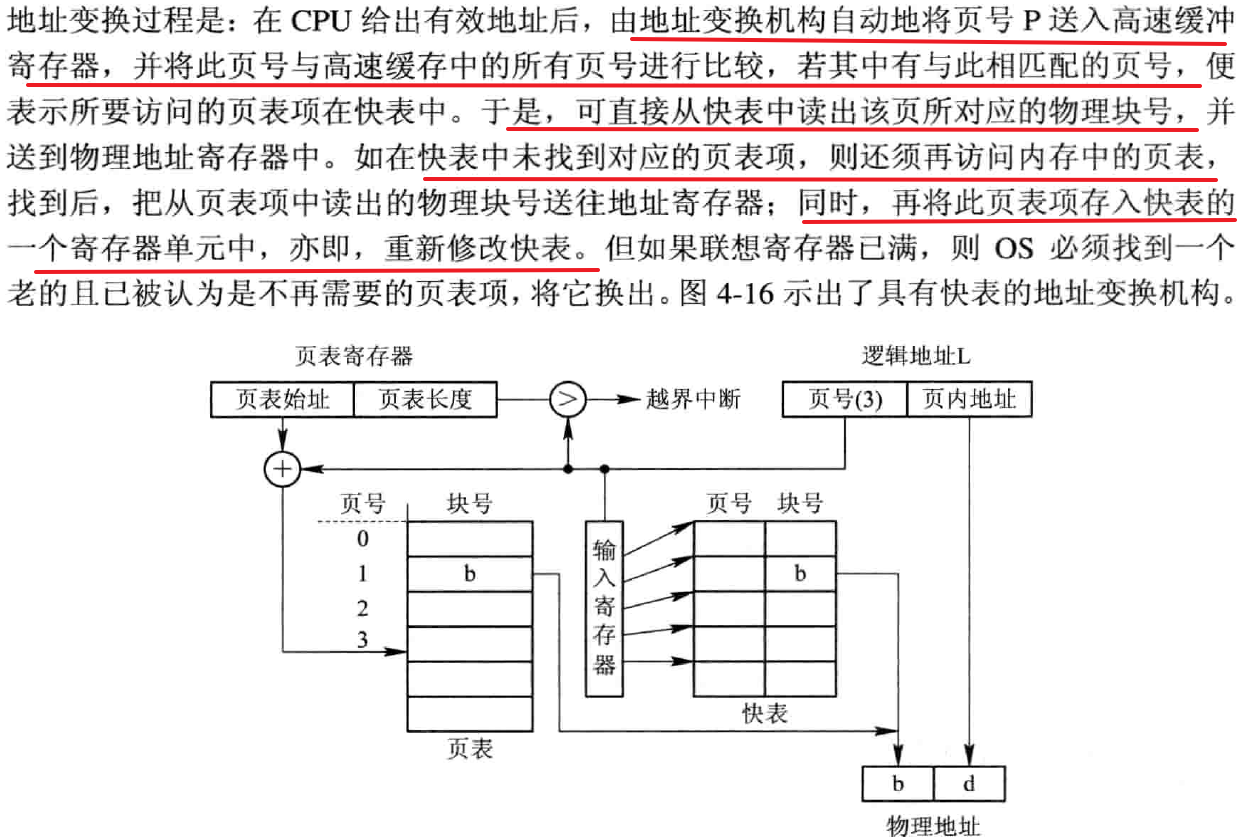 地址变换过程是：在 CPU 给出有效地址后，由地址变换机构自动地将页号 P 送入高速缓冲
寄存器，并将此页号与高速缓存中的所有页号进行比较，若其中有与此相匹配的页号，便
表示所要访问的页表项在快表中。于是，可直接从快表中读出该页所对应的物理块号，并
送到物理地址寄存器中。如在快表中未找到对应的页表项，则还须再访问内存中的页表，
找到后，把从页表项中读出的物理块号送往地址寄存器；同时，再将此页表项存入快表的
一个寄存器单元中，亦即，重新修改快表。但如果联想寄存器已满，则 OS 必须找到一个
老的且已被认为是不再需要的页表项，将它换出。图 4-16 示出了具有快表的地址变换机构。
页表寄存器
逻辑地址L
页表始址 页表长度
>
越界中断
页号(3) 页内地址
+
页号 块号
页号 块号
0
1 b
2
3
输入寄存器
b
快表
页表
b d
物理地址